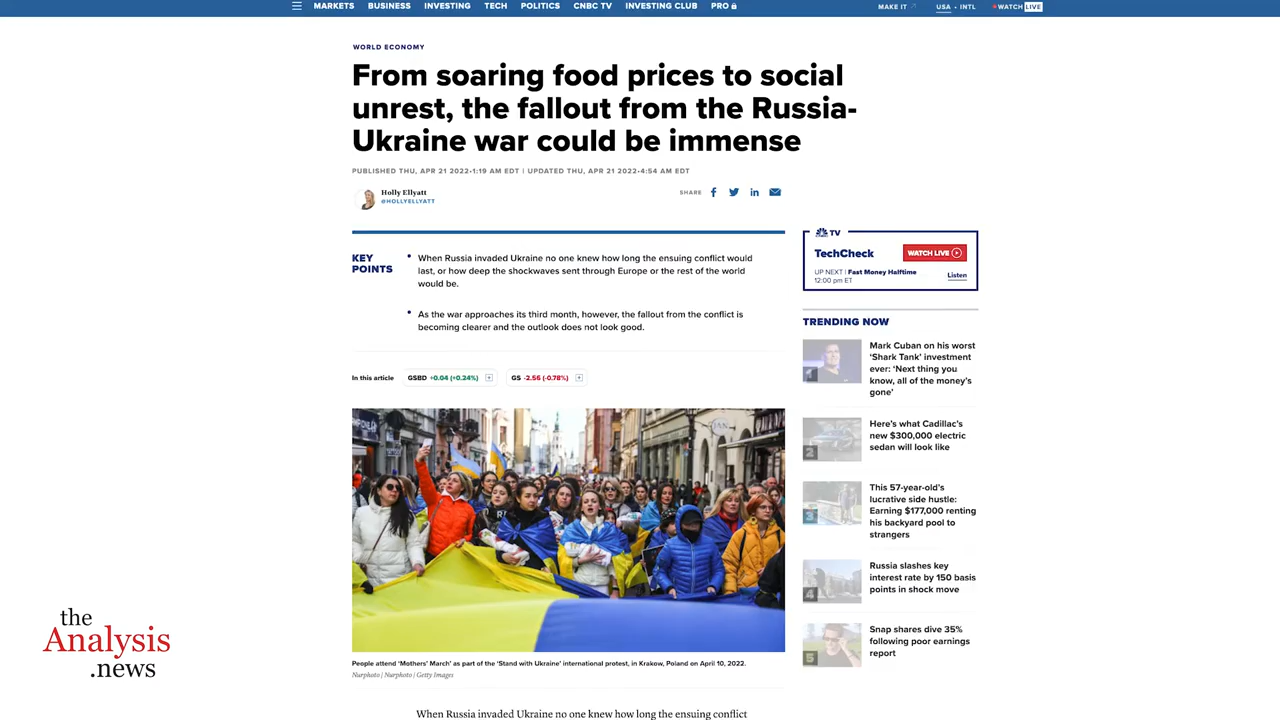 MARKETS BUSINESS INVESTING TECH POLITICS CNBC TV INVESTING CLUB PRO
MAKE IT USA • INTL WATCH LIVE
WORLD ECONOMY
From soaring food prices to social
unrest, the fallout from the Russia-
Ukraine war could be immense
PUBLISHED THU, APR 21 2022•1:19 AM EDT | UPDATED THU, APR 21 2022•4:54 AM EDT
Holly Ellyatt
@HOLLYELLYATT
SHARE
KEY
POINTS
• When Russia invaded Ukraine no one knew how long the ensuing conflict would
last, or how deep the shockwaves sent through Europe or the rest of the world
would be.
• As the war approaches its third month, however, the fallout from the conflict is
becoming clearer and the outlook does not look good.
In this article GSBD +0.04 (+0.24%) GS -2.56 (-0.78%)
People attend ‘Mothers’ March’ as part of the ‘Stand with Ukraine’ international protest, in Krakow, Poland on April 10, 2022.
Nurphoto | Nurphoto | Getty Images
When Russia invaded Ukraine no one knew how long the ensuing conflict
TV
TechCheck
WATCH LIVE
UP NEXT | Fast Money Halftime
12:00 pm ET
Listen
TRENDING NOW
1
Mark Cuban on his worst
‘Shark Tank’ investment
ever: ‘Next thing you
know, all of the money’s
gone’
2
Here’s what Cadillac’s
new $300,000 electric
sedan will look like
3
This 57-year-old’s
lucrative side hustle:
Earning $177,000 renting
his backyard pool to
strangers
4
Russia slashes key
interest rate by 150 basis
points in shock move
5
Snap shares dive 35%
following poor earnings
report
the
Analysis
.news